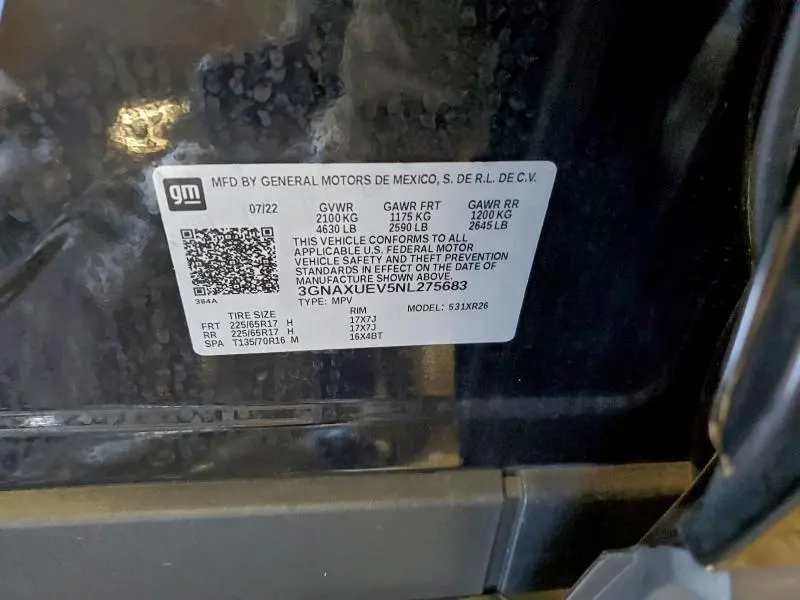 gm MFD BY GENERAL MOTORS DE MEXICO, S. DE R.L. DE C.V.
07/22 GVWR GAWR FRT GAWR RR
2100 KG 1175 KG 1200 KG
4630 LB 2590 LB 2645 LB
THIS VEHICLE CONFORMS TO ALL
APPLICABLE U.S. FEDERAL MOTOR
VEHICLE SAFETY AND THEFT PREVENTION
STANDARDS IN EFFECT ON THE DATE OF
MANUFACTURE SHOWN ABOVE.
3GNAXUEV5NL275683
384A TYPE: MPV MODEL: 531XR26
TIRE SIZE RIM
FRT 225/65R17 H 17X7J
RR 225/65R17 H 17X7J
SPA T135/70R16 M 16X4BT